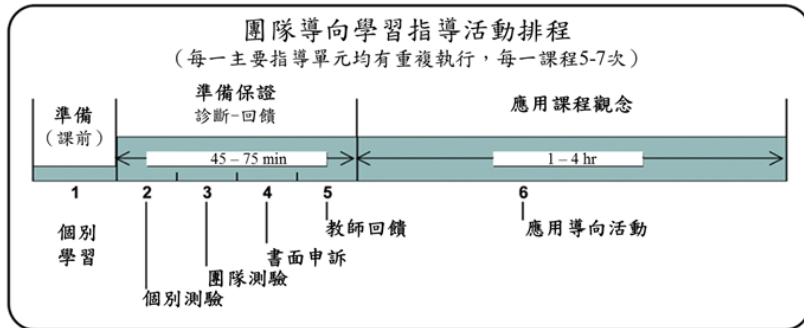 團隊導向學習指導活動排程
（每一主要指導單元均有重複執行，每一課程5-7次）
準備
（課前）
準備保證
診斷-回饋
應用課程觀念
45 – 75 min
1 – 4 hr
1
2
3
4
5
6
個別
學習
個別測驗
團隊測驗
書面申訴
教師回饋
應用導向活動